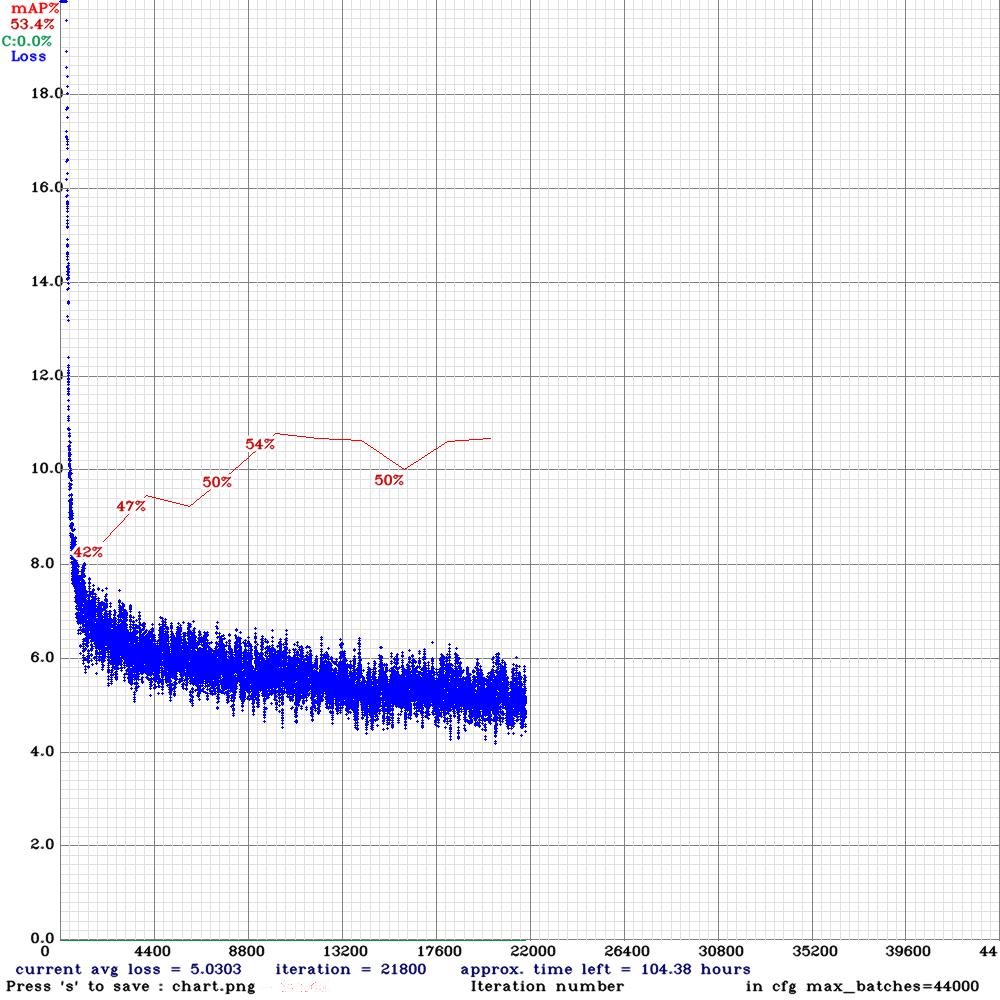 mAP%
53.4%
C:0.0%
Loss
18.0
16.0
14.0
12.0
10.0
8.0
6.0
4.0
2.0
0.0
42%
47%
50%
54%
50%
0 4400 8800 13200 17600 22000 26400 30800 35200 39600 44
current avg loss = 5.0303 iteration = 21800 approx. time left = 104.38 hours
Press 's' to save : chart.png Iteration number in cfg max_batches=44000